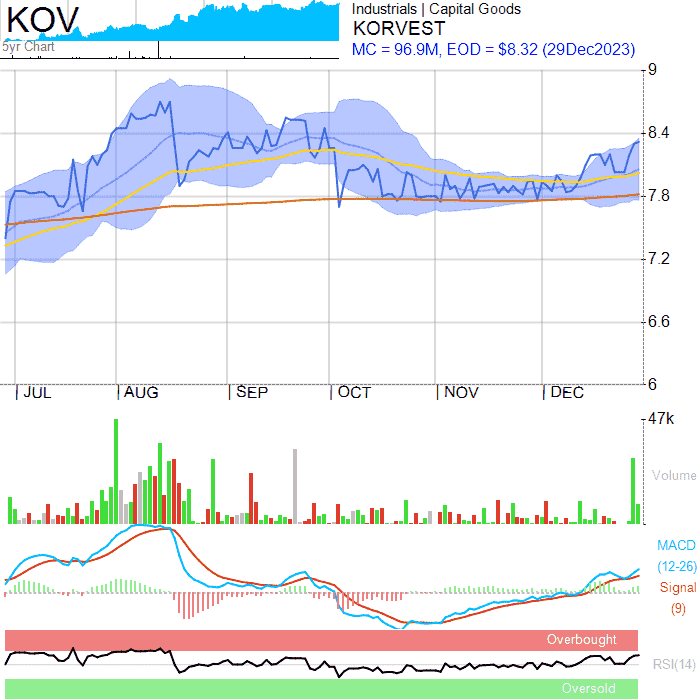 KOV
5yr Chart
Industrials | Capital Goods
KORVEST
MC = 96.9M, EOD = $8.32 (29Dec2023)
9
8.4
7.8
7.2
6.6
6
JUL
AUG
SEP
OCT
NOV
DEC
47k
Volume
MACD
(12-26)
Signal
(9)
Overbought
RSI(14)
Oversold